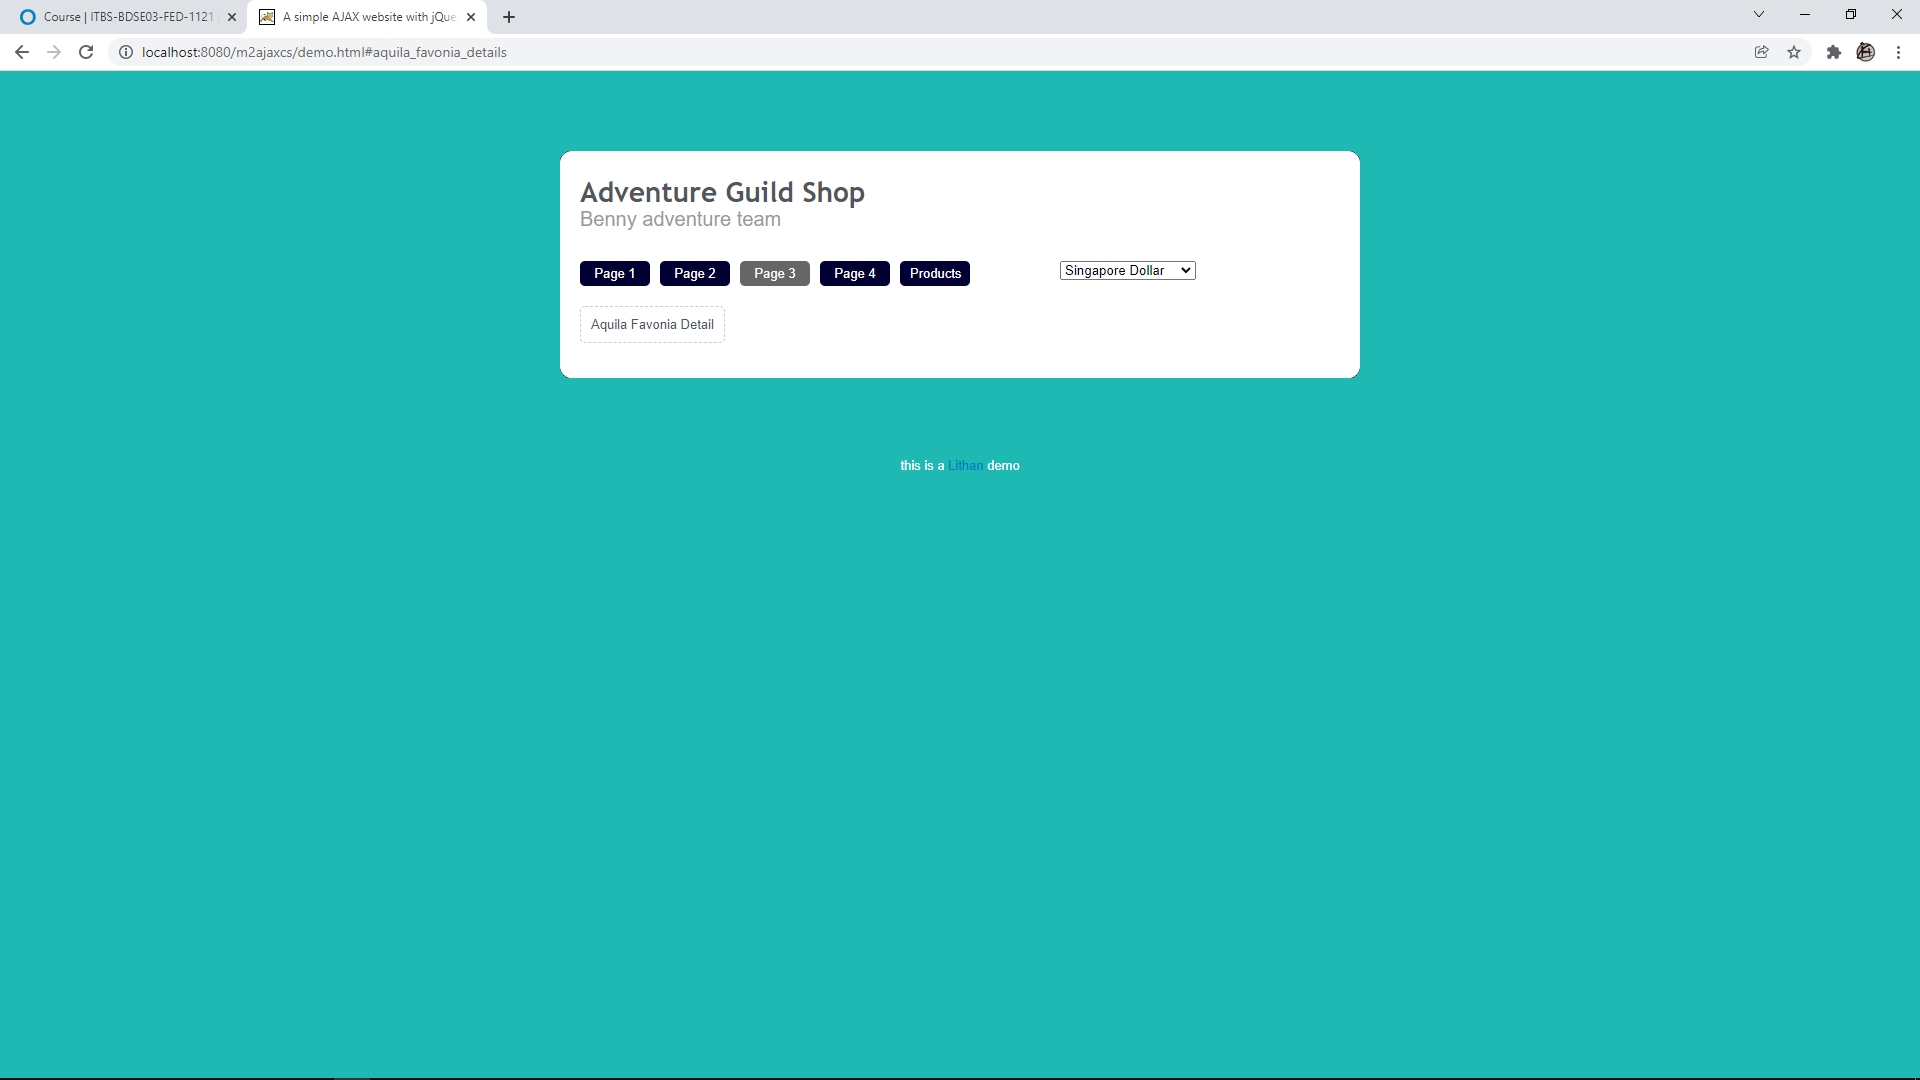 Course | ITBS-BDSE03-FED-1121
A simple AJAX website with jQue
localhost:8080/m2ajaxcs/demo.html#aquila_favonia_details
Adventure Guild Shop
Benny adventure team
Page 1 Page 2 Page 3 Page 4 Products Singapore Dollar
Aquila Favonia Detail
this is a Lithan demo